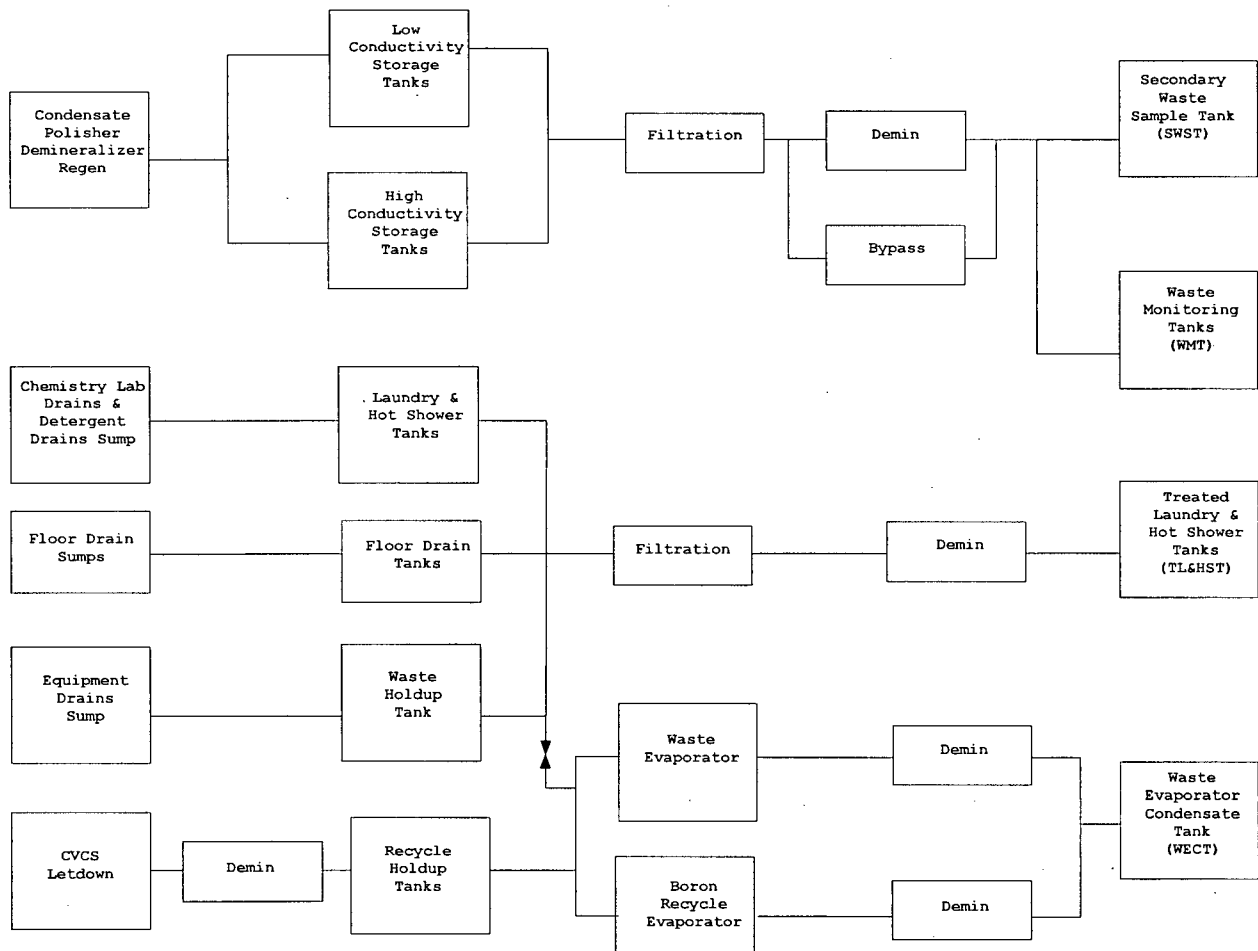 Condensate
Polisher
Demineralizer
Regen
Low
Conductivity
Storage
Tanks
High
Conductivity
Storage
Tanks
Filtration
Demin
Bypass
Secondary
Waste
Sample Tank
(SWST)
Waste
Monitoring
Tanks
(WMT)
Chemistry Lab
Drains &
Detergent
Drains Sump
Laundry &
Hot Shower
Tanks
Floor Drain
Sumps
Floor Drain
Tanks
Filtration
Demin
Treated
Laundry &
Hot Shower
Tanks
(TL&HST)
Equipment
Drains
Sump
Waste
Holdup
Tank
Waste
Evaporator
Demin
Waste
Evaporator
Condensate
Tank
(WECT)
CVCS
Letdown
Demin
Recycle
Holdup
Tanks
Boron
Recycle
Evaporator
Demin